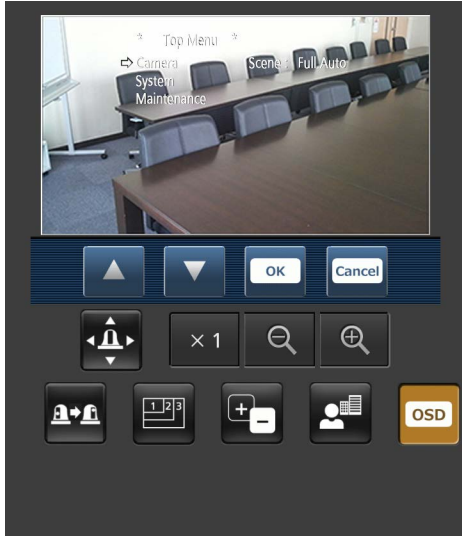 * Top Menu *
⇨ Camera Scene : Full Auto
System
Maintenance
OK Cancel
× 1
1 2 3
OSD